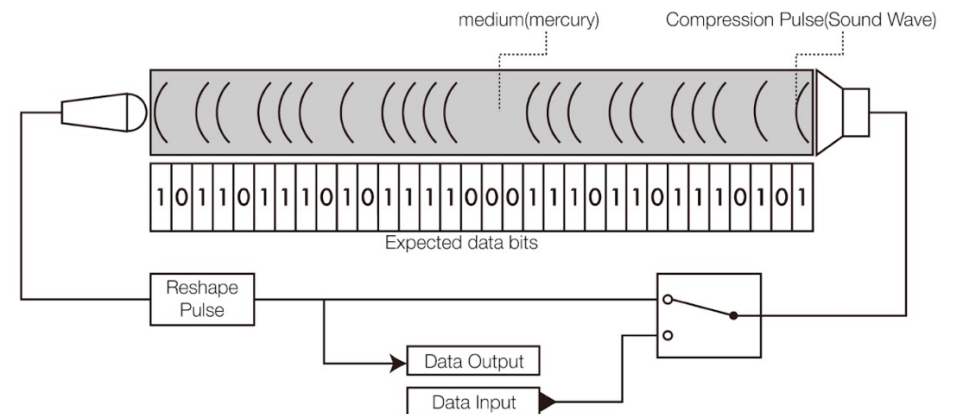 medium(mercury)
Compression Pulse(Sound Wave)
1 0 1 1 0 1 1 1 0 1 0 1 1 1 1 0 0 0 1 1 1 0 1 1 0 1 1 1 0 1 0 1
Expected data bits
Reshape
Pulse
Data Output
Data Input